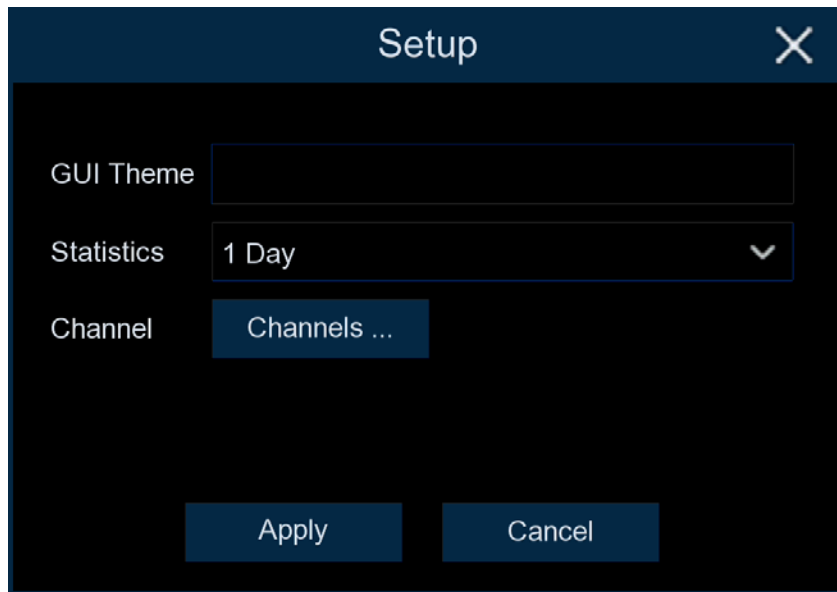 Setup
GUI Theme
Statistics 1 Day
Channel Channels ...
Apply Cancel